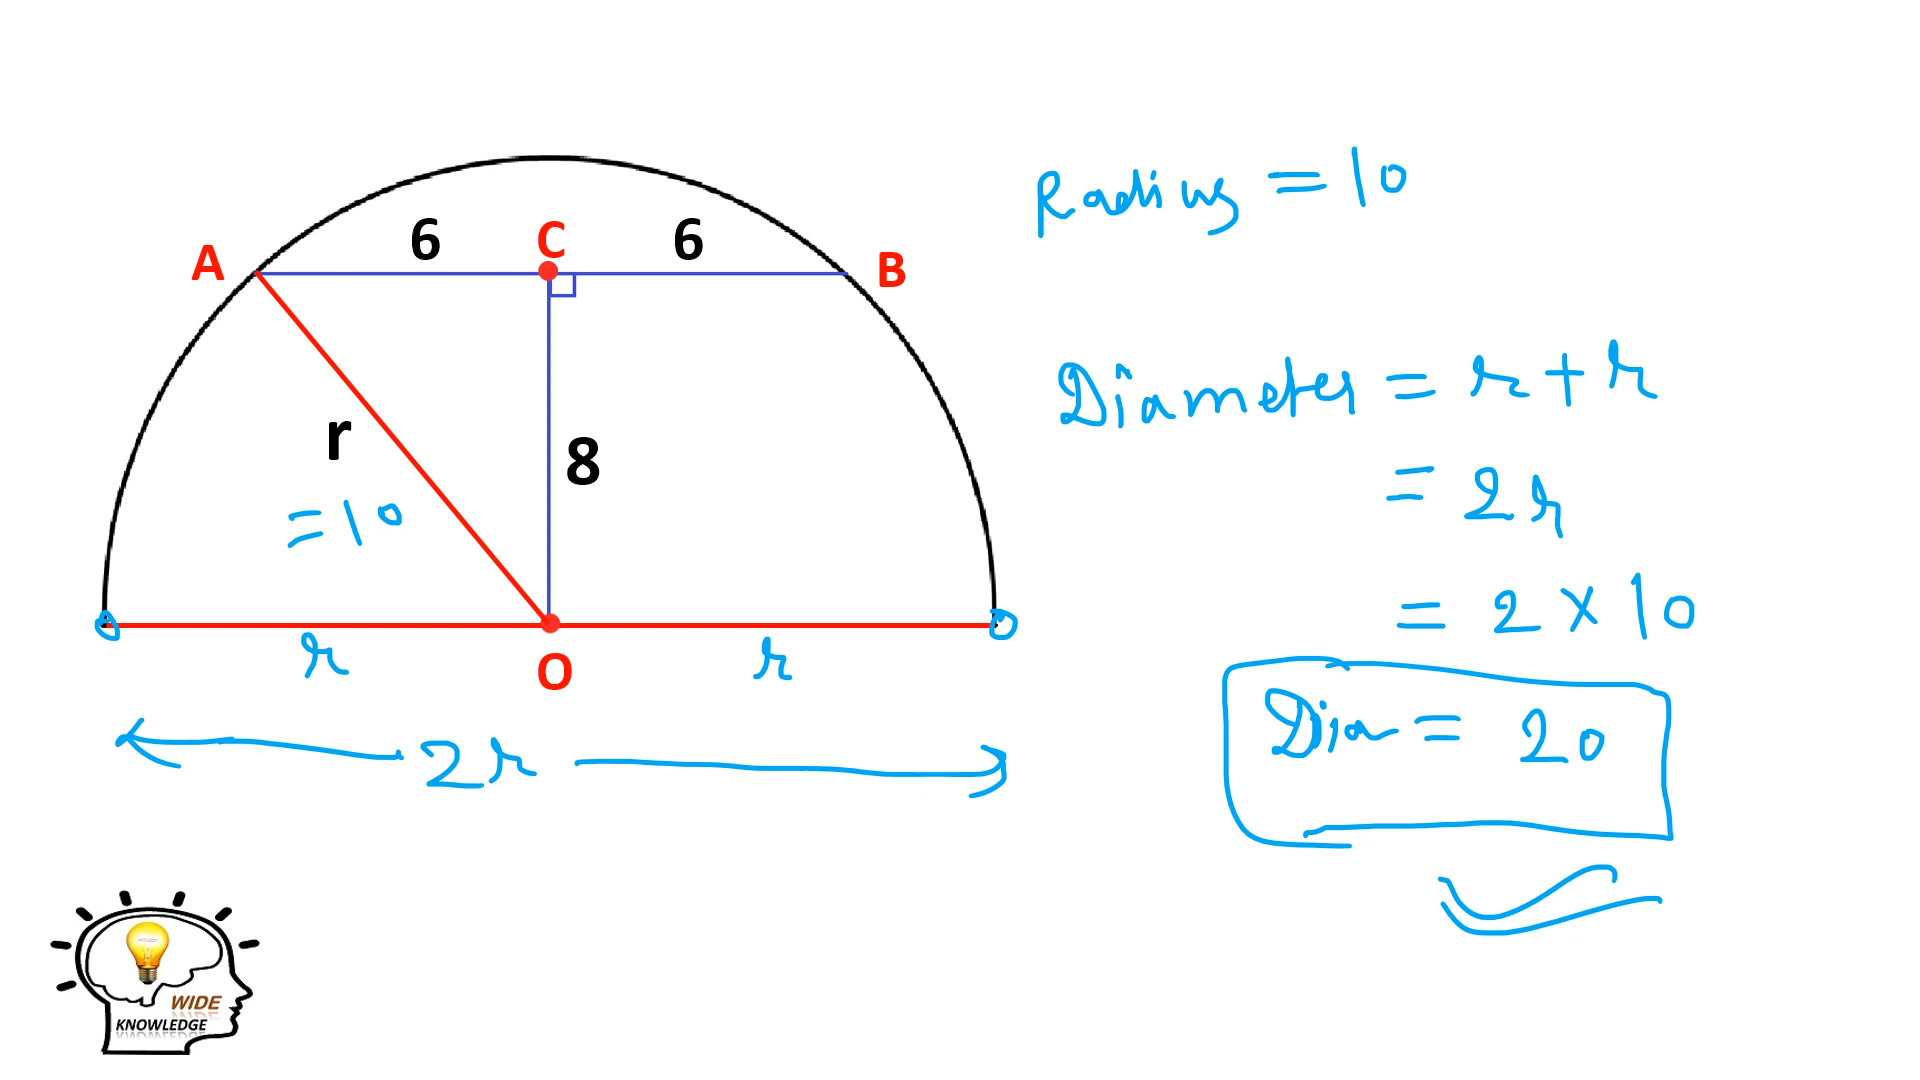 6 C 6
A B
r
8
= 10
r O r
2r
Radius = 10
Diameter = r + r
= 2r
= 2 × 10
Dia = 20
WIDE
KNOWLEDGE